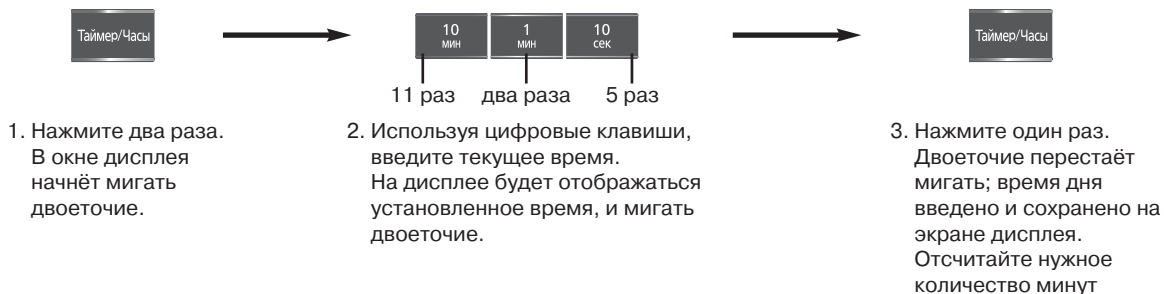 Таймер/Часы
10
мин
1
мин
10
сек
Таймер/Часы
11 раз
два раза
5 раз
1. Нажмите два раза.
В окне дисплея
начнёт мигать
двоеточие.
2. Используя цифровые клавиши,
введите текущее время.
На дисплее будет отображаться
установленное время, и мигать
двоеточие.
3. Нажмите один раз.
Двоеточие перестаёт
мигать; время дня
введено и сохранено на
экране дисплея.
Отсчитайте нужное
количество минут